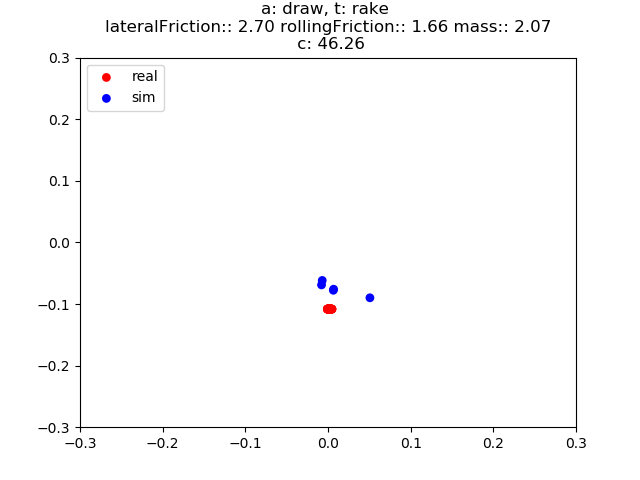 a: draw, t: rake
lateralFriction:: 2.70 rollingFriction:: 1.66 mass:: 2.07
c: 46.26
real
sim
0.3
0.2
0.1
0.0
−0.1
−0.2
−0.3
−0.3 −0.2 −0.1 0.0 0.1 0.2 0.3